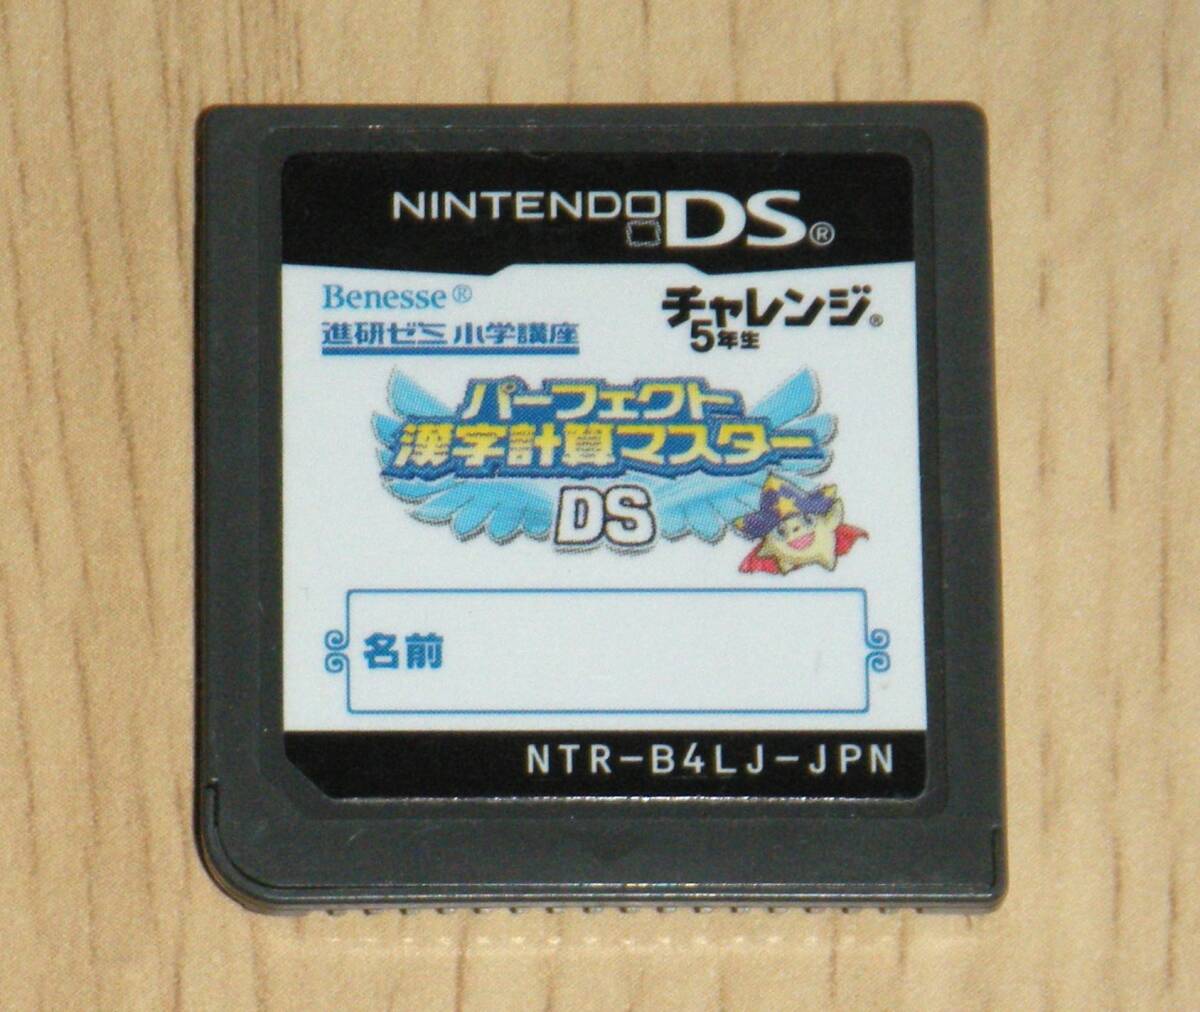 NINTENDO DS®
Benesse®
進研ゼミ 小学講座
チャレンジ®
5年生
パーフェクト
漢字計算マスター
DS
名前
NTR-B4LJ-JPN